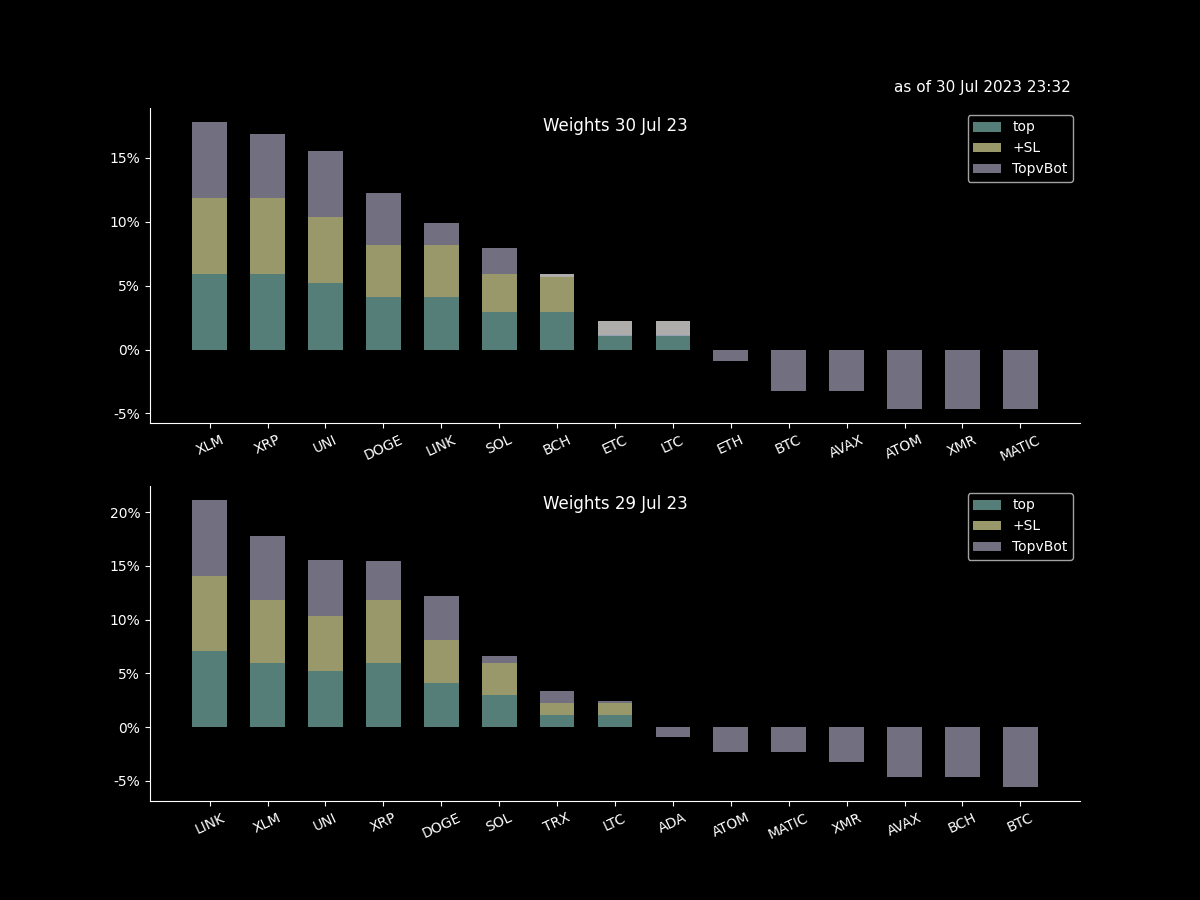 as of 30 Jul 2023 23:32
Weights 30 Jul 23
top
+SL
TopvBot
15%
10%
5%
0%
-5%
XLM XRP UNI DOGE LINK SOL BCH ETC LTC ETH BTC AVAX ATOM XMR MATIC
Weights 29 Jul 23
top
+SL
TopvBot
20%
15%
10%
5%
0%
-5%
LINK XLM UNI XRP DOGE SOL TRX LTC ADA ATOM MATIC XMR AVAX BCH BTC